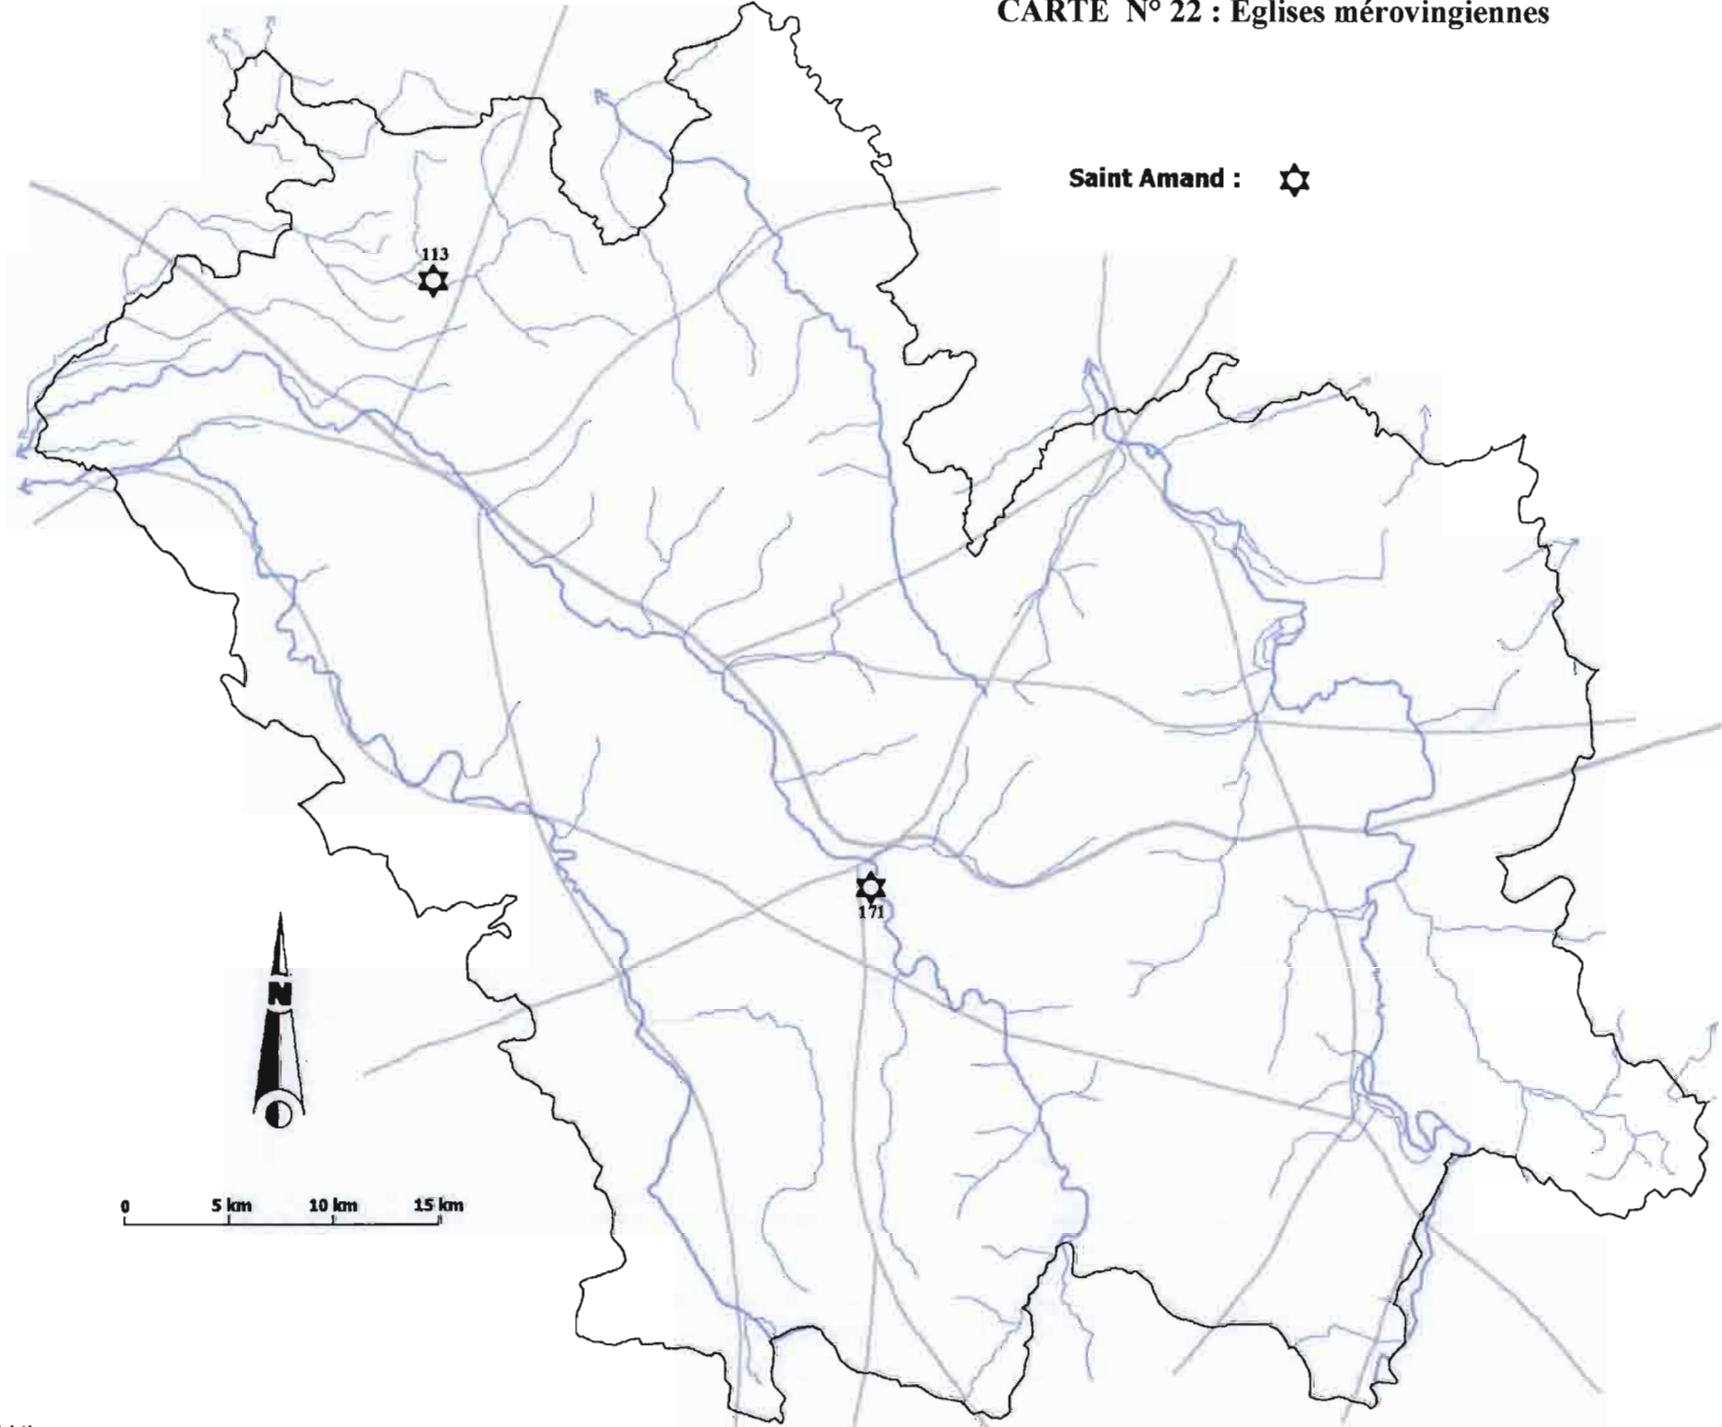 CARTE N° 22 : Eglises mérovingiennes
Saint Amand :
113
171
N
0 5 km 10 km 15 km